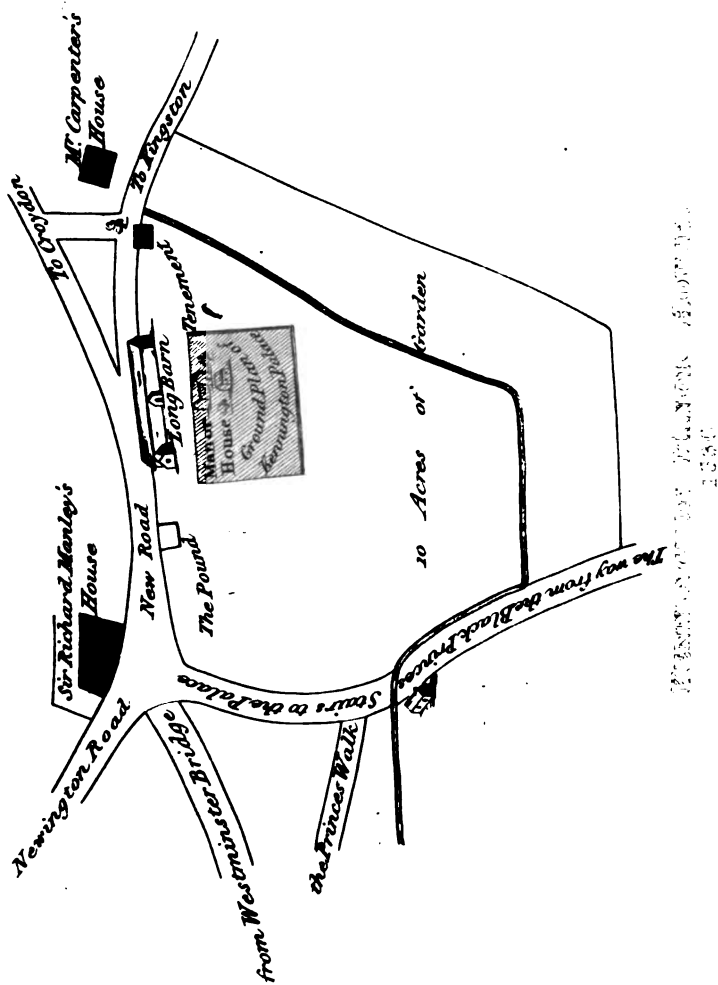 Mr. Carpenter's
House
To Kingston
To Croydon
Tenement
Long Barn
Manor
House
Ground Plan of
Kennington Palace
Garden
10 Acres of
Sir Richard Manley's
House
New Road
The Pound
Newington Road
from Westminster Bridge
the Princes Walk
The way from the Black Princes
Stairs to the Palace